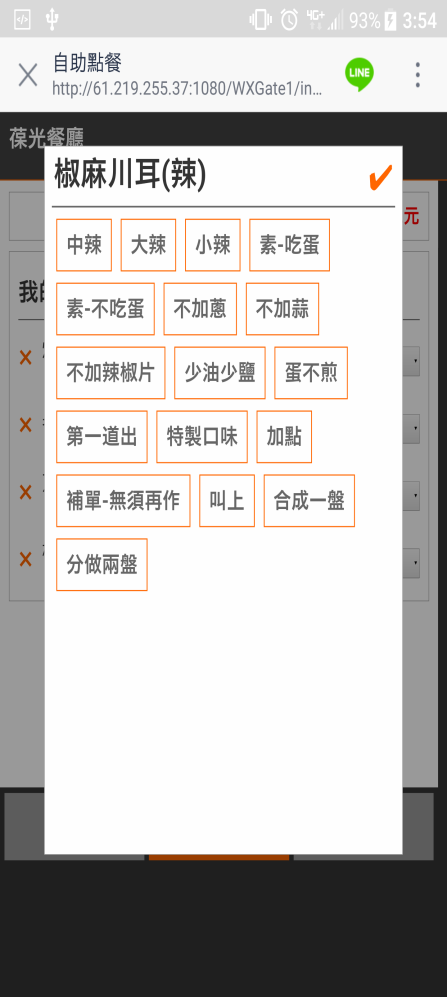 4G+ 93% 3:54
自助點餐
http://61.219.255.37:1080/WXGate1/in...
LINE
葆光餐廳
椒麻川耳(辣)
元
中辣 大辣 小辣 素-吃蛋
我的
素-不吃蛋 不加蔥 不加蒜
不加辣椒片 少油少鹽 蛋不煎
第一道出 特製口味 加點
補單-無須再作 叫上 合成一盤
分做兩盤